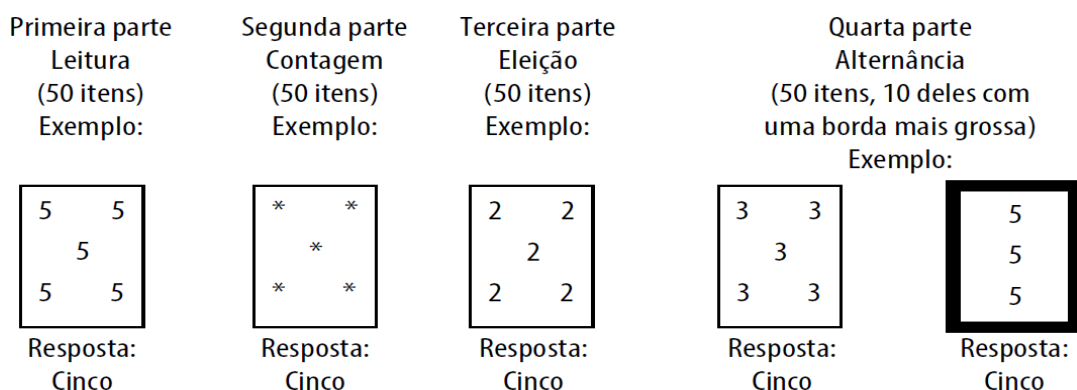 Primeira parte
Leitura
(50 itens)
Exemplo:
5 5
5
5 5
Resposta:
Cinco
Segunda parte
Contagem
(50 itens)
Exemplo:
* *
*
* *
Resposta:
Cinco
Terceira parte
Eleição
(50 itens)
Exemplo:
2 2
2
2 2
Resposta:
Cinco
Quarta parte
Alternância
(50 itens, 10 deles com
uma borda mais grossa)
Exemplo:
3 3
3
3 3
Resposta:
Cinco
5
5
5
Resposta:
Cinco